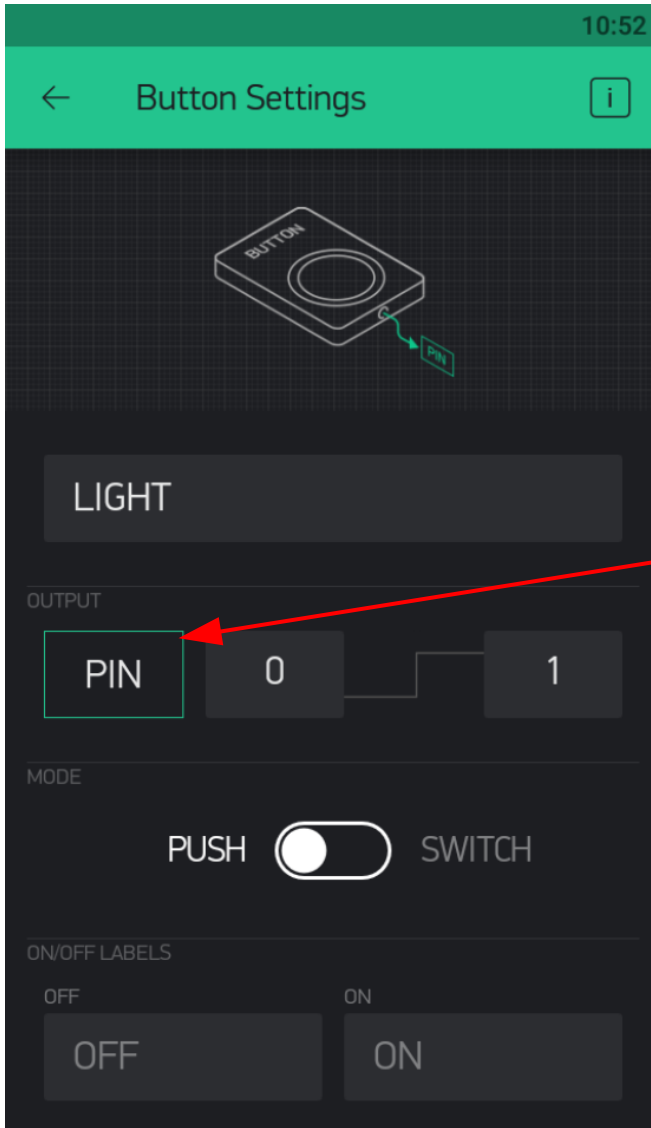 10:52
← Button Settings i
BUTTON
PIN
LIGHT
OUTPUT
PIN 0 1
MODE
PUSH SWITCH
ON/OFF LABELS
OFF ON
OFF ON